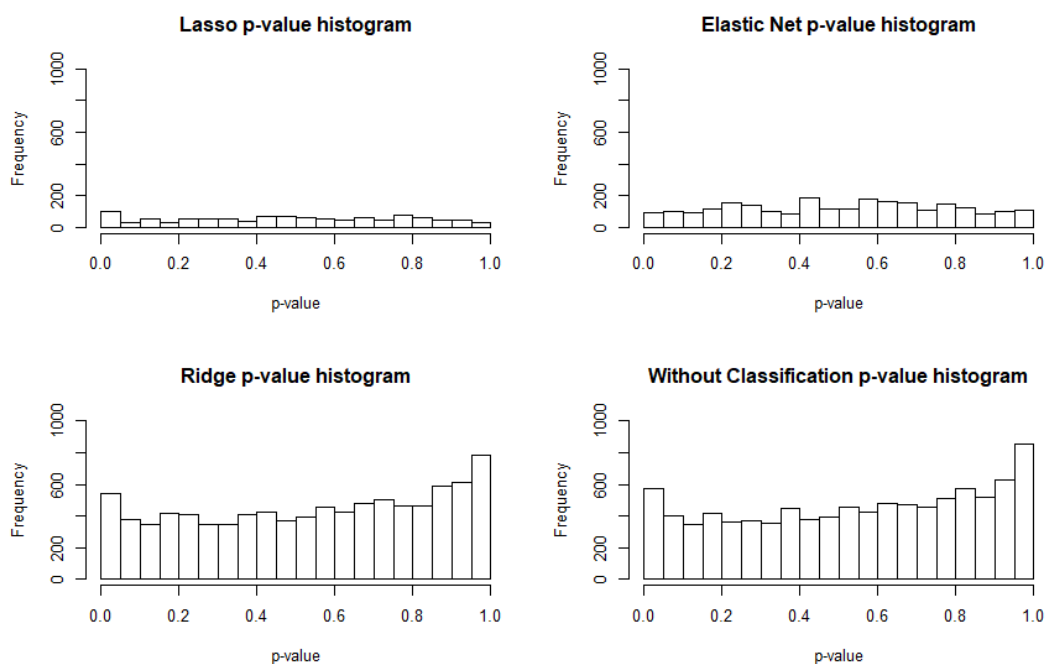 Lasso p-value histogram
Frequency
0 200 600 1000
0.0 0.2 0.4 0.6 0.8 1.0
p-value
Elastic Net p-value histogram
Frequency
0 200 600 1000
0.0 0.2 0.4 0.6 0.8 1.0
p-value
Ridge p-value histogram
Frequency
0 200 600 1000
0.0 0.2 0.4 0.6 0.8 1.0
p-value
Without Classification p-value histogram
Frequency
0 200 600 1000
0.0 0.2 0.4 0.6 0.8 1.0
p-value